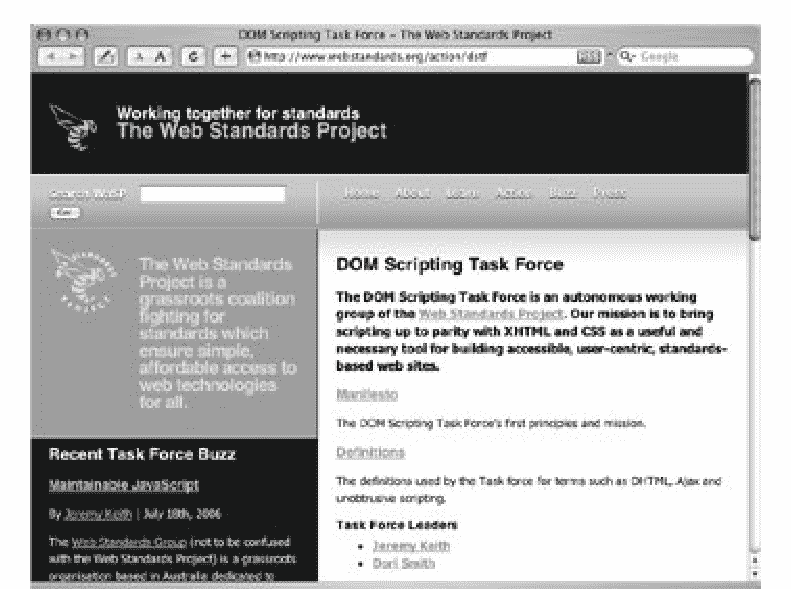 DOM Scripting Task Force – The Web Standards Project
A A C + http://www.webstandards.org/action/dstf Google
Working together for standards
The Web Standards Project
Search WaSP
Go!
Home About Learn Action Buzz Press
The Web Standards
Project is a
grassroots coalition
fighting for
standards which
ensure simple,
affordable access to
web technologies
for all.
Recent Task Force Buzz
Maintainable JavaScript
By Jeremy Keith | July 18th, 2006
The Web Standards Group (not to be confused
with the Web Standards Project) is a grassroots
organisation based in Australia dedicated to
DOM Scripting Task Force
The DOM Scripting Task Force is an autonomous working
group of the Web Standards Project. Our mission is to bring
scripting up to parity with XHTML and CSS as a useful and
necessary tool for building accessible, user-centric, standards-
based web sites.
Manifesto
The DOM Scripting Task Force's first principles and mission.
Definitions
The definitions used by the Task force for terms such as DHTML, Ajax and
unobtrusive scripting.
Task Force Leaders
• Jeremy Keith
• Dori Smith